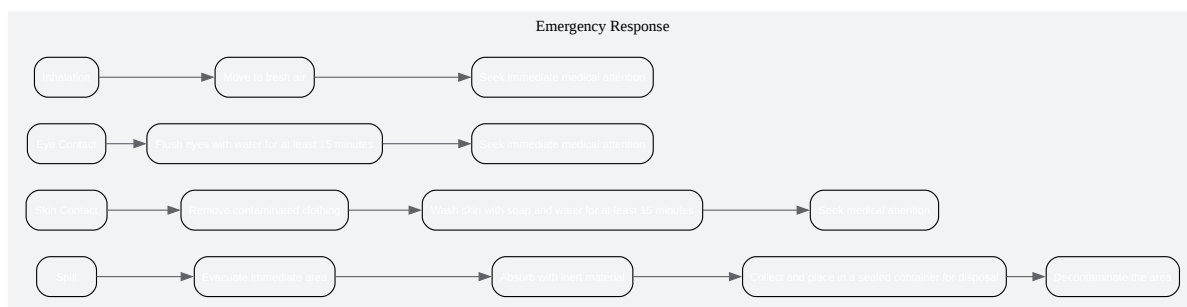 Emergency Response
Inhalation
Move to fresh air
Seek immediate medical attention
Eye Contact
Flush eyes with water for at least 15 minutes
Seek immediate medical attention
Skin Contact
Remove contaminated clothing
Wash skin with soap and water for at least 15 minutes
Seek medical attention
Spill
Evacuate immediate area
Absorb with inert material
Collect and place in a sealed container for disposal
Decontaminate the area